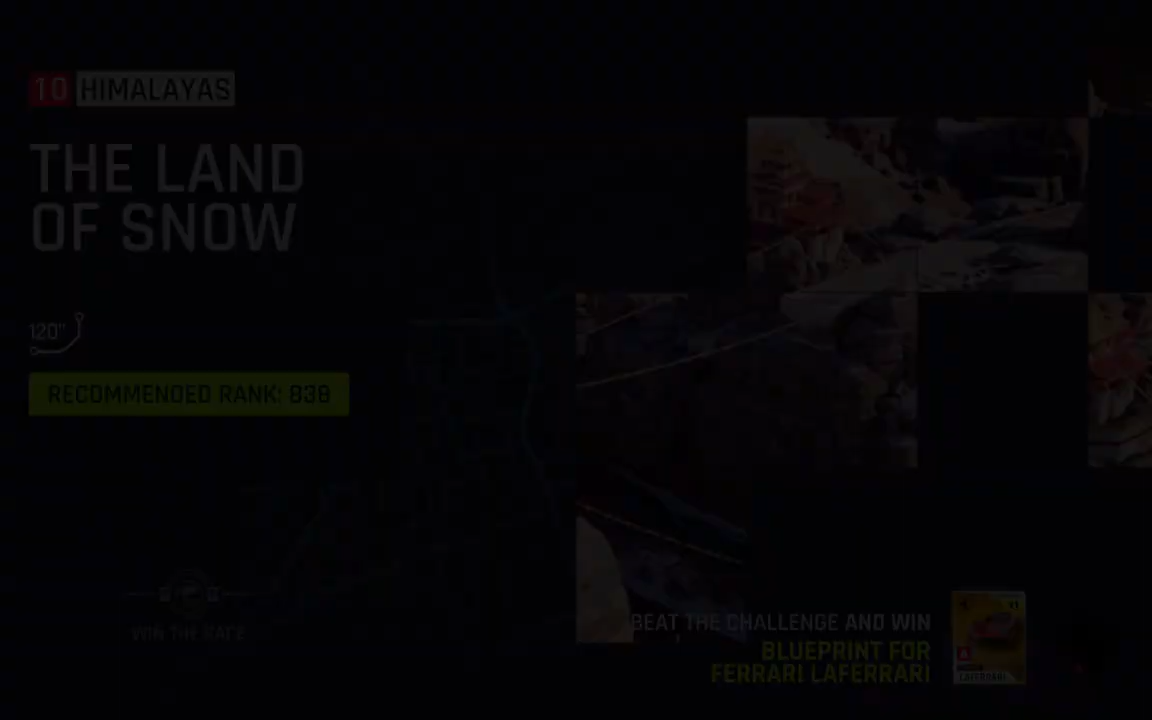 10 HIMALAYAS
THE LAND
OF SNOW
120"
RECOMMENDED RANK: 838
WIN THE RACE
BEAT THE CHALLENGE AND WIN
BLUEPRINT FOR
FERRARI LAFERRARI
LAFERRARI